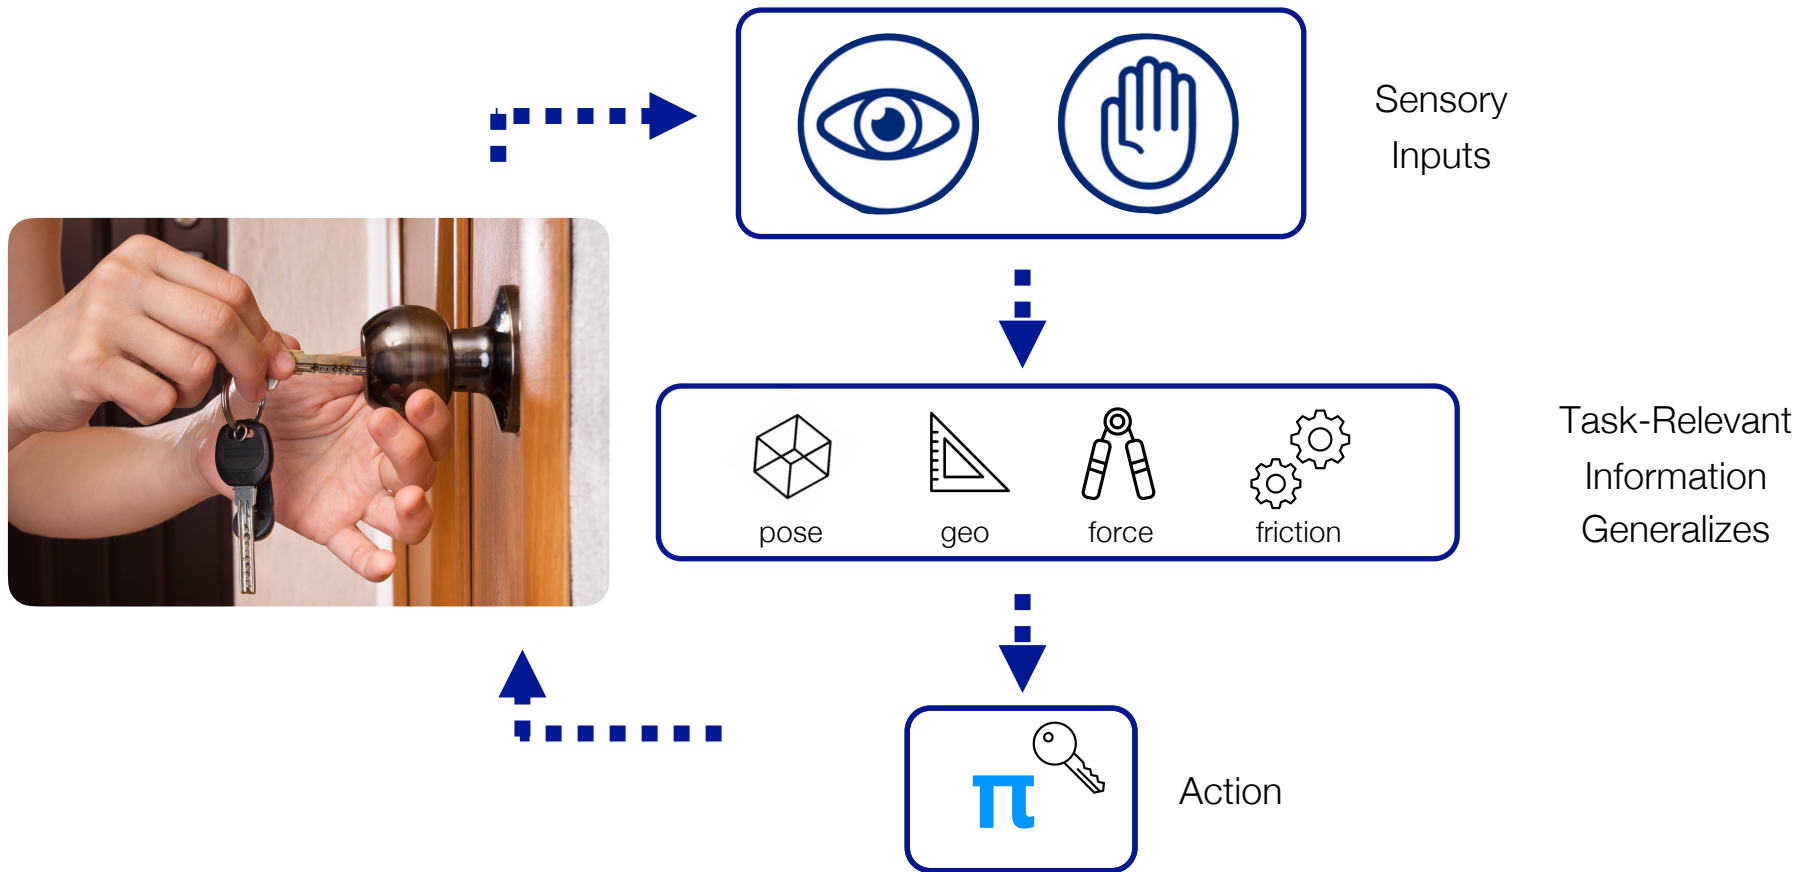 Sensory
Inputs
pose
geo
force
friction
Task-Relevant
Information
Generalizes
π
Action